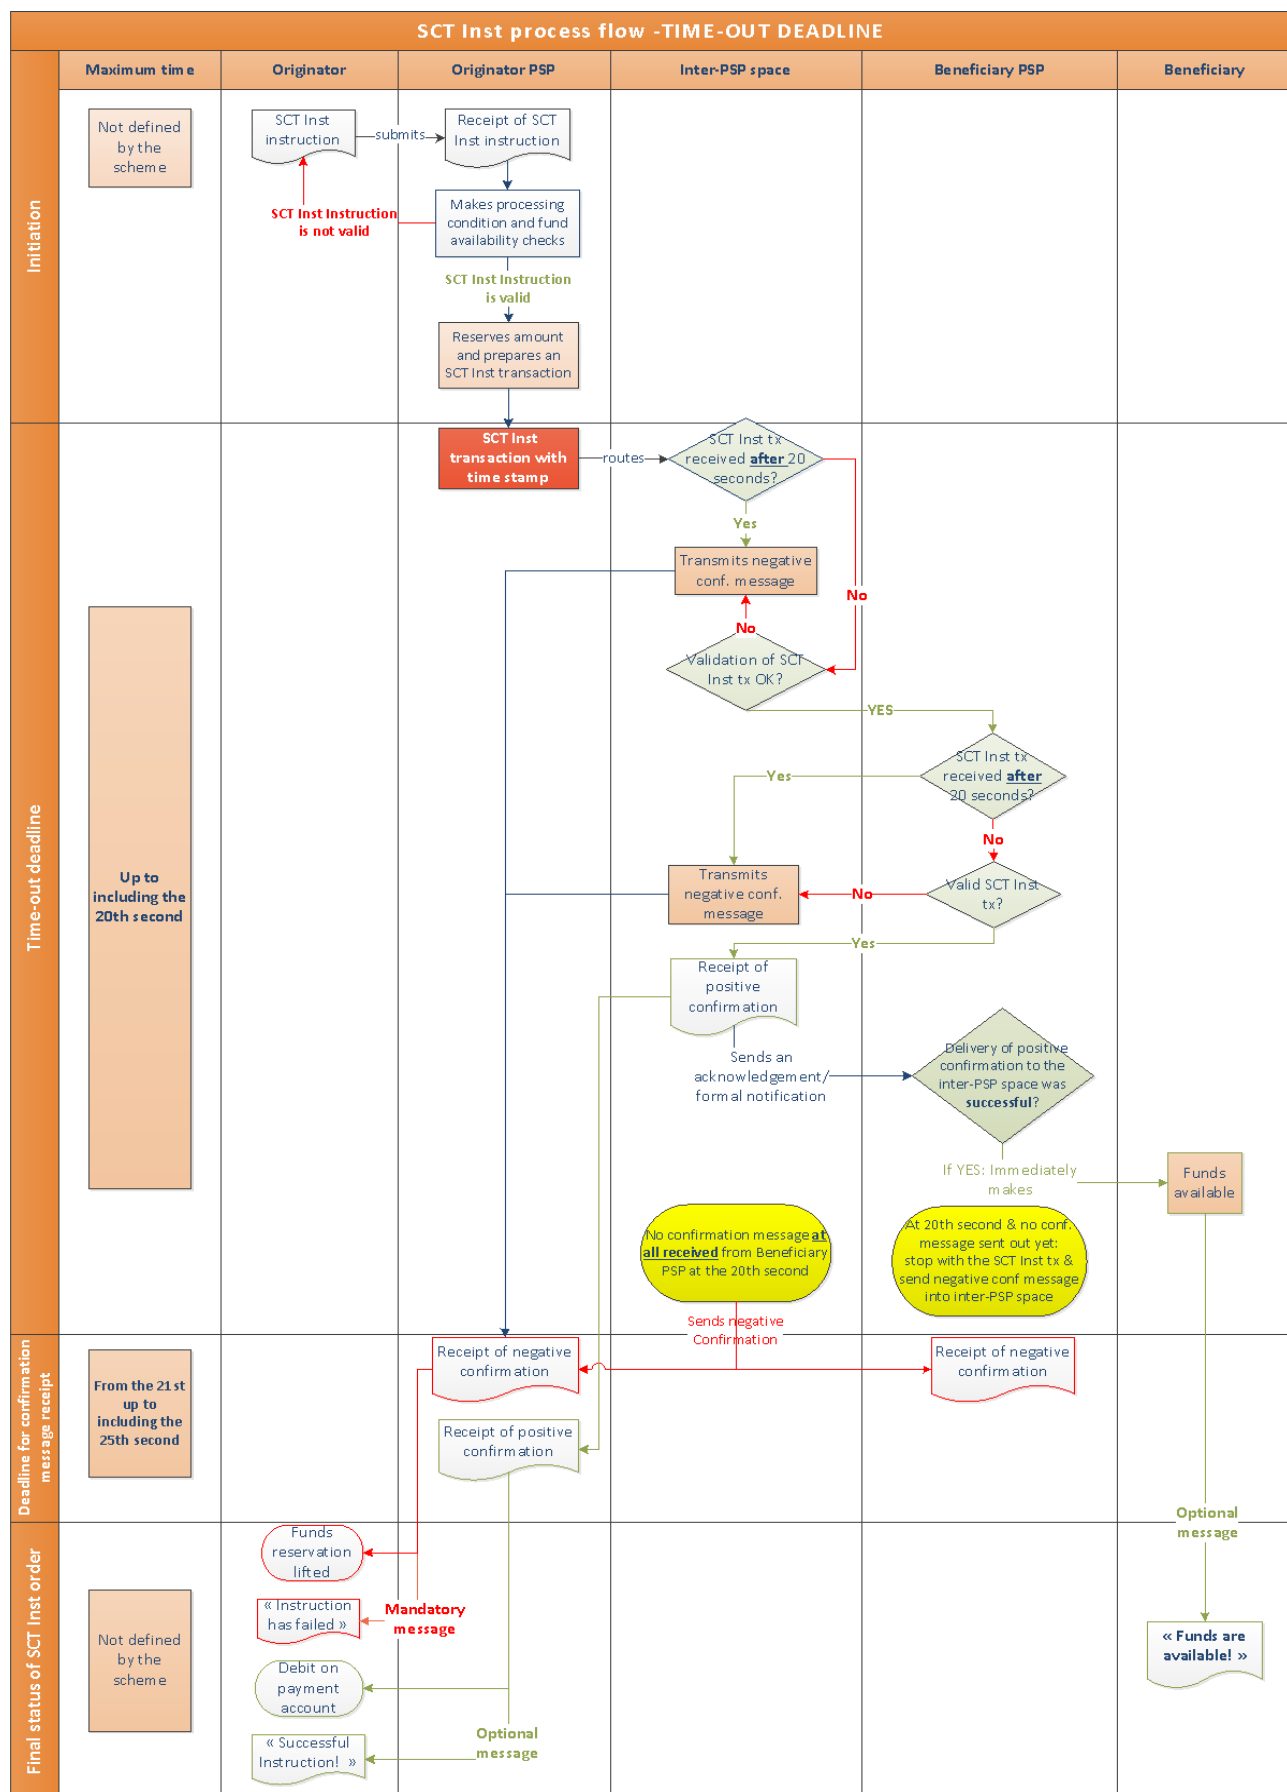 SCT Inst process flow -TIME-OUT DEADLINE
Maximum time
Originator
Originator PSP
Inter-PSP space
Beneficiary PSP
Beneficiary
Initiation
Not defined
by the
scheme
SCT Inst
instruction
submits
Receipt of SCT
Inst instruction
SCT Inst Instruction
is not valid
Makes processing
condition and fund
availability checks
SCT Inst Instruction
is valid
Reserves amount
and prepares an
SCT Inst transaction
Time-out deadline
Up to
including the
20th second
SCT Inst
transaction with
time stamp
routes
SCT Inst tx
received after 20
seconds?
Yes
No
Transmits negative
conf. message
No
Validation of SCT
Inst tx OK?
YES
SCT Inst tx
received after
20 seconds?
Yes
No
Transmits
negative conf.
message
No
Valid SCT Inst
tx?
Yes
Receipt of
positive
confirmation
Sends an
acknowledgement/
formal notification
Delivery of positive
confirmation to the
inter-PSP space was
successful?
If YES: Immediately
makes
Funds
available
No confirmation message at
all received from Beneficiary
PSP at the 20th second
At 20th second & no conf.
message sent out yet:
stop with the SCT Inst tx &
send negative conf message
into inter-PSP space
Sends negative
Confirmation
Deadline for confirmation
message receipt
From the 21st
up to
including the
25th second
Receipt of negative
confirmation
Receipt of negative
confirmation
Receipt of positive
confirmation
Optional
message
Final status of SCT Inst order
Not defined
by the
scheme
Funds
reservation
lifted
« Instruction
has failed »
Mandatory
message
Debit on
payment
account
« Successful
Instruction! »
Optional
message
« Funds are
available! »